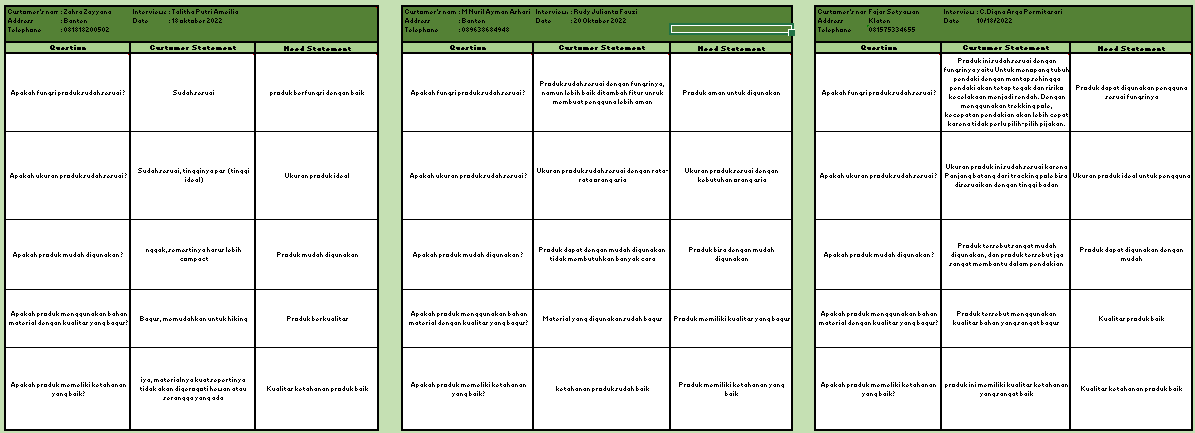 Customer's nam : Zahra Zayyana Interviews : Talitha Putri Ameilia
Address : Banten Date : 18 oktober 2022
Telephone : 081818200502
Question Customer Statement Need Statement
Apakah fungsi produk sudah sesuai?
Sudah sesuai
produk berfungsi dengan baik
Apakah ukuran produk sudah sesuai?
Sudah sesuai, tingginya pas (tinggi
ideal)
Ukuran produk ideal
Apakah produk mudah digunakan?
nggak, semestinya harus lebih
compact
Produk mudah digunakan
Apakah produk menggunakan bahan
material dengan kualitas yang bagus?
Bagus, memudahkan untuk hiking
Produk berkualitas
Apakah produk memeliki ketahanan
yang baik?
iya, materialnya kuat sepertinya
tidak akan digerogoti hewan atau
serangga yang ada
Kualitas ketahanan produk baik
Customer's nam : M Nuril Ayman Arhari Interviews : Rudy Julianto Fauzi
Address : Banten Date : 20 Oktober 2022
Telephone : 089638684948
Question Customer Statement Need Statement
Apakah fungsi produk sudah sesuai?
Produk sudah sesuai dengan fungsinya,
namun lebih baik ditambah fitur unruk
membuat pengguna lebih aman
Produk aman untuk digunakan
Apakah ukuran produk sudah sesuai?
Ukuran produk sudah sesuai dengan rata-
rata orang asia
Ukuran produk sesuai dengan
kebutuhan orang asia
Apakah produk mudah digunakan?
Produk dapat dengan mudah digunakan
tidak membutuhkan banyak cara
Produk bisa dengan mudah
digunakan
Apakah produk menggunakan bahan
material dengan kualitas yang bagus?
Material yang digunakan sudah bagus
Produk memiliki kualitas yang bagus
Apakah produk memeliki ketahanan
yang baik?
ketahanan produk sudah baik
Produk memiliki ketahanan yang
baik
Customer's nar Fajar Setyawan Interviews : C.Digna Arga Permitasari
Address Klaten Date 10/18/2022
Telephone 081575334655
Question Customer Statement Need Statement
Apakah fungsi produk sudah sesuai?
Produk ini sudah sesuai dengan
fungsinya yaitu Untuk menopang tubuh
pendaki dengan mantap sehingga
pendaki akan tetap tegak dan risiko
kecelakaan menjadi rendah. Dengan
menggunakan trekking pole,
kecepatan pendakian akan lebih cepat
karena tidak perlu pilih-pilih pijakan.
Produk dapat digunakan pengguna
sesuai fungsinya
Apakah ukuran produk sudah sesuai?
Ukuran produk ini sudah sesuai karena
Panjang batang dari tracking pole bisa
disesuaikan dengan tinggi badan
Ukuran produk ideal untuk pengguna
Apakah produk mudah digunakan?
Produk tersebut sangat mudah
digunakan, dan produk tersebut jga
sangat membantu dalam pendakian
Produk dapat digunakan dengan
mudah
Apakah produk menggunakan bahan
material dengan kualitas yang bagus?
Produk tersebut menggunakan
kualitas bahan yang sangat bagus
Kualitas produk baik
Apakah produk memeliki ketahanan
yang baik?
produk ini memiliki kualitas ketahanan
yang sangat baik
Kualitas ketahanan produk baik